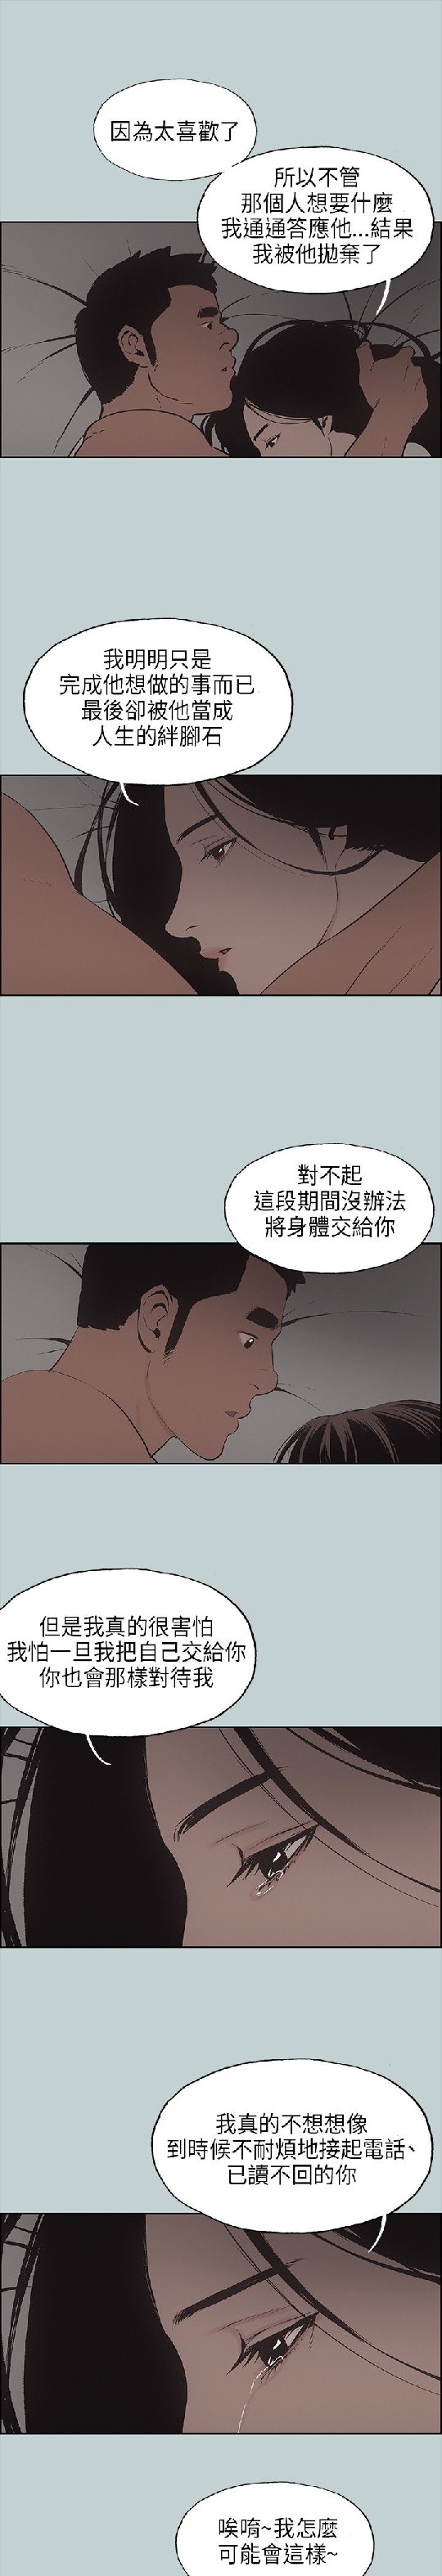 因為太喜歡了
所以不管
那個人想要什麼
我通通答應他...結果
我被他拋棄了
我明明只是
完成他想做的事而已
最後卻被他當成
人生的絆腳石
對不起
這段期間沒辦法
將身體交給你
但是我真的很害怕
我怕一旦我把自己交給你
你也會那樣對待我
我真的不想想像
到時候不耐煩地接起電話、
已讀不回的你
唉唷~我怎麼
可能會這樣~